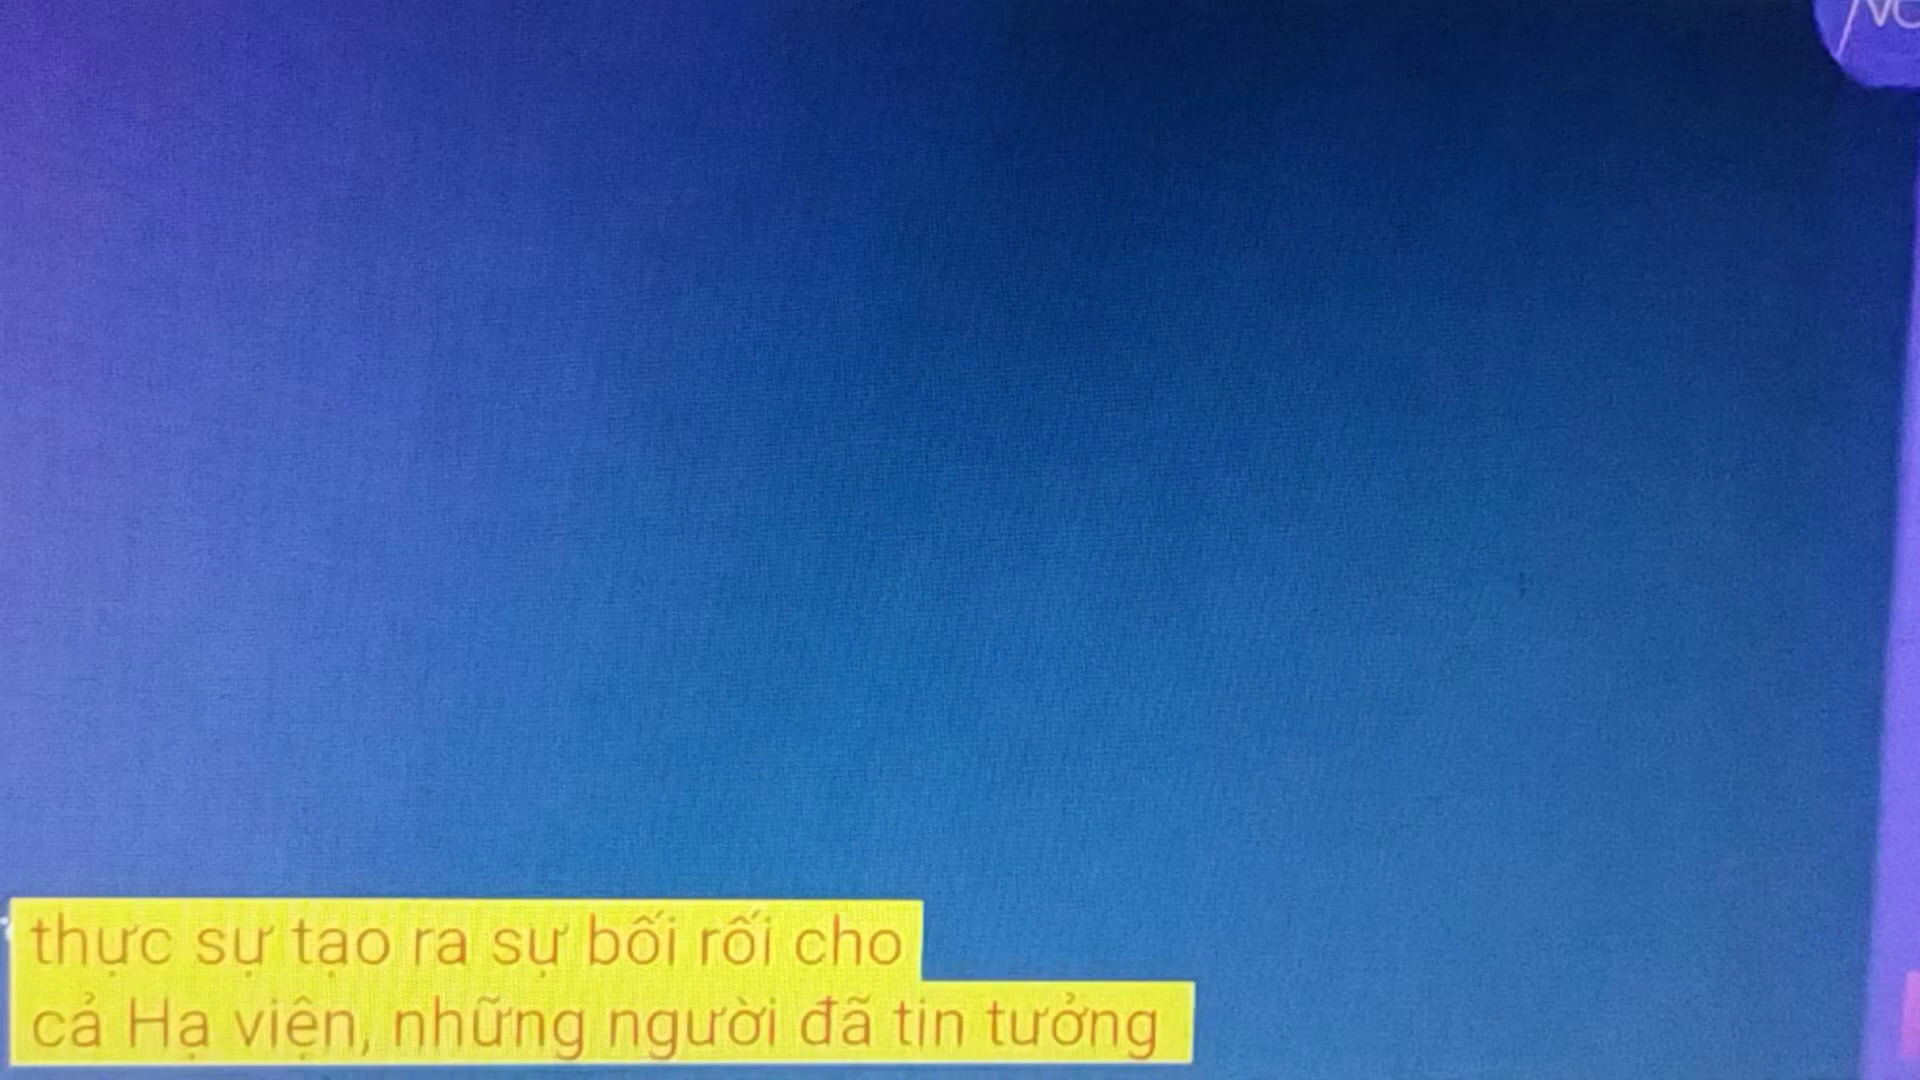 thực sự tạo ra sự bối rối cho
cả Hạ viện, những người đã tin tưởng